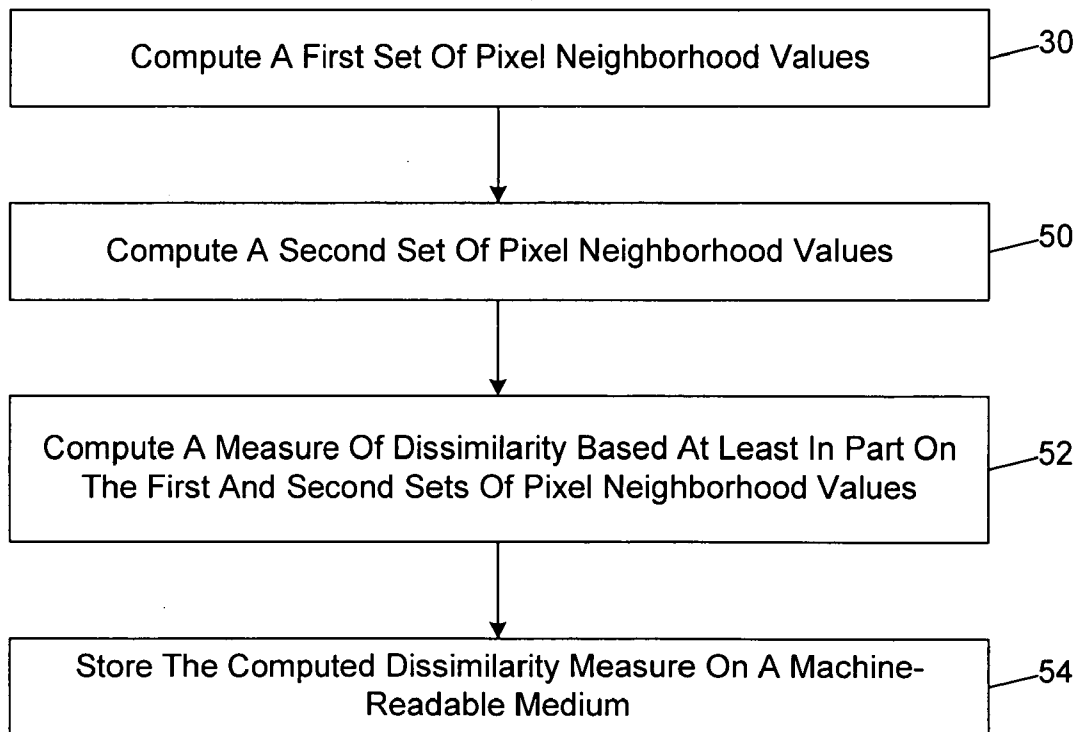 Compute A First Set Of Pixel Neighborhood Values
30
Compute A Second Set Of Pixel Neighborhood Values
50
Compute A Measure Of Dissimilarity Based At Least In Part On
The First And Second Sets Of Pixel Neighborhood Values
52
Store The Computed Dissimilarity Measure On A Machine-
Readable Medium
54